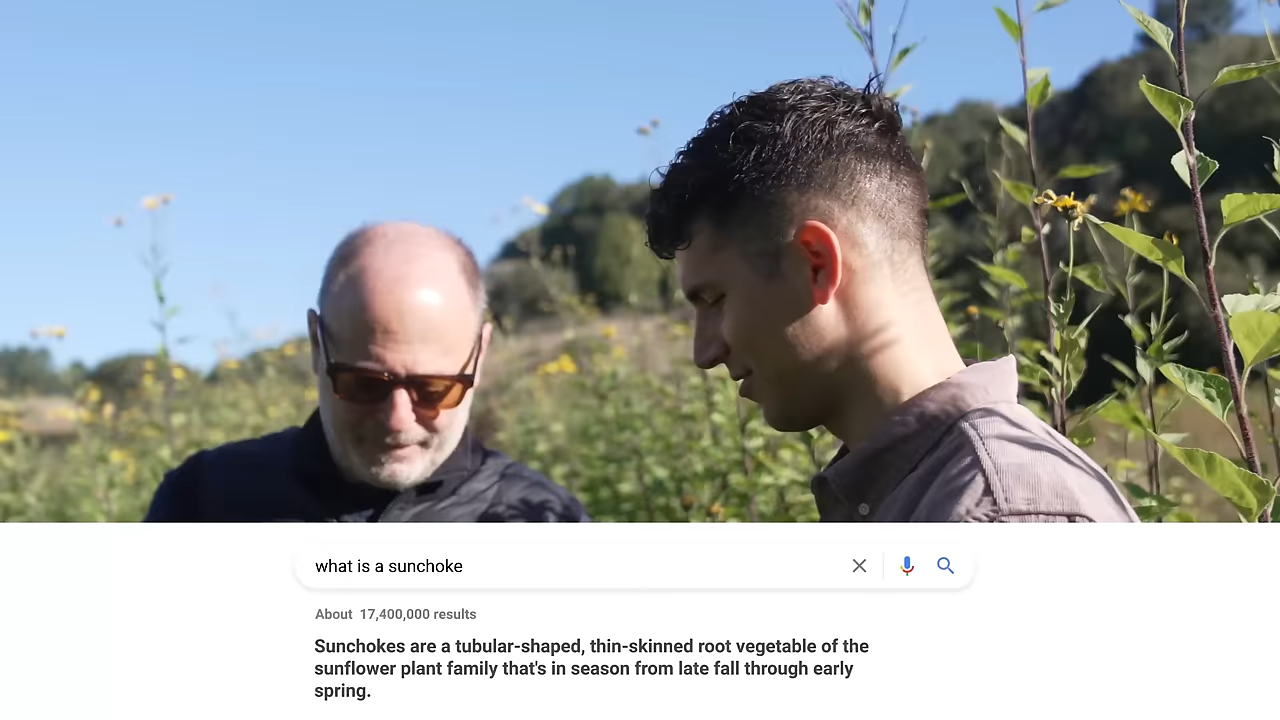 what is a sunchoke
About 17,400,000 results
Sunchokes are a tubular-shaped, thin-skinned root vegetable of the
sunflower plant family that's in season from late fall through early
spring.